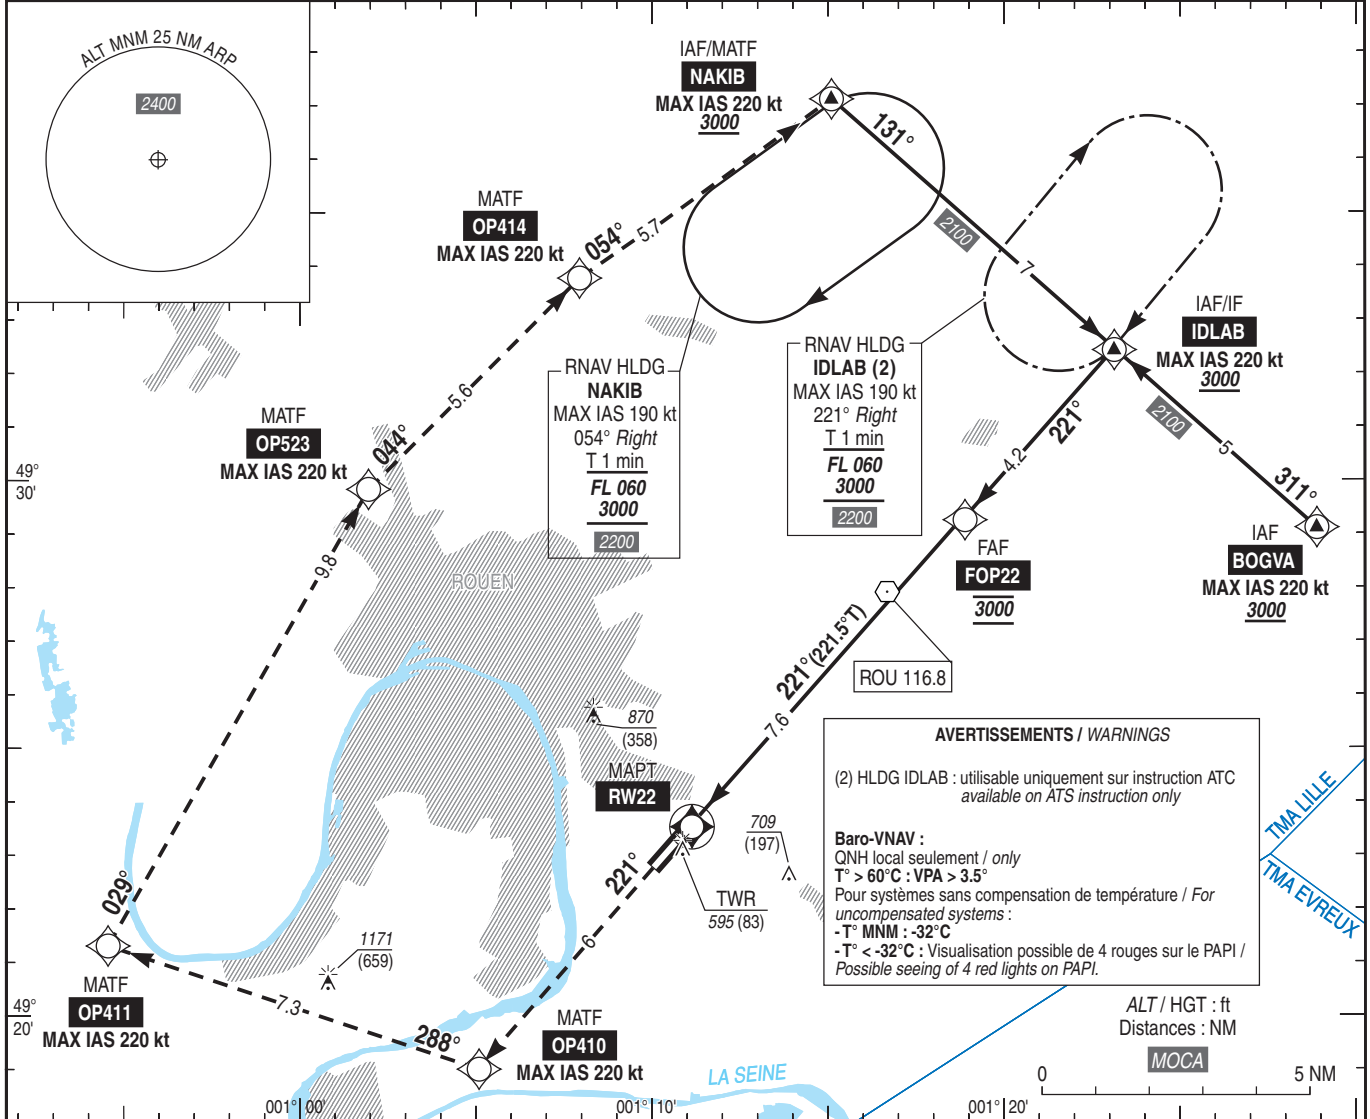 ALT MNM 25 NM ARP
2400
IAF/MATF
NAKIB
MAX IAS 220 kt
3000
131°
2100
7
MATF
OP414
MAX IAS 220 kt
054°
5.7
IAF/IF
IDLAB
MAX IAS 220 kt
3000
RNAV HLDG
NAKIB
MAX IAS 190 kt
054° Right
T 1 min
FL 060
3000
2200
RNAV HLDG
IDLAB (2)
MAX IAS 190 kt
221° Right
T 1 min
FL 060
3000
2200
5.6
MATF
OP523
MAX IAS 220 kt
044°
221°
4.2
2100
5
311°
IAF
BOGVA
MAX IAS 220 kt
3000
49°
30'
FAF
FOP22
3000
9.8
ROUEN
221°(221.5°T)
ROU 116.8
7.6
870
(358)
MAPT
RW22
709
(197)
TWR
595 (83)
AVERTISSEMENTS / WARNINGS
(2) HLDG IDLAB : utilisable uniquement sur instruction ATC
available on ATS instruction only
Baro-VNAV :
QNH local seulement / only
T° > 60°C : VPA > 3.5°
Pour systèmes sans compensation de température / For
uncompensated systems :
- T° MNM : -32°C
- T° < -32°C : Visualisation possible de 4 rouges sur le PAPI /
Possible seeing of 4 red lights on PAPI.
TMA LILLE
TMA EVREUX
029°
221°
6
1171
(659)
MATF
OP411
MAX IAS 220 kt
7.3
288°
MATF
OP410
MAX IAS 220 kt
49°
20'
LA SEINE
ALT / HGT : ft
Distances : NM
MOCA
0
5 NM
001° 00'
001° 10'
001° 20'